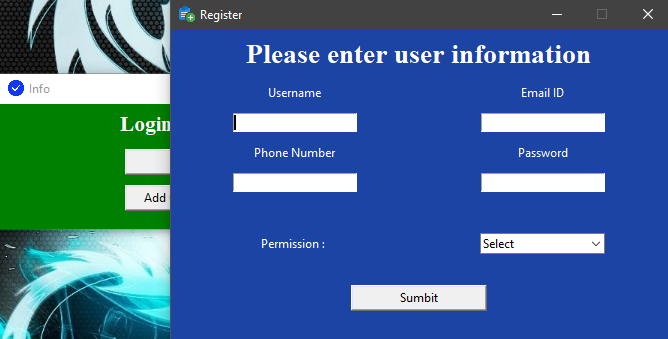 Register
Please enter user information
Username
Email ID
Phone Number
Password
Permission :
Select
Sumbit
Info
Login
Add